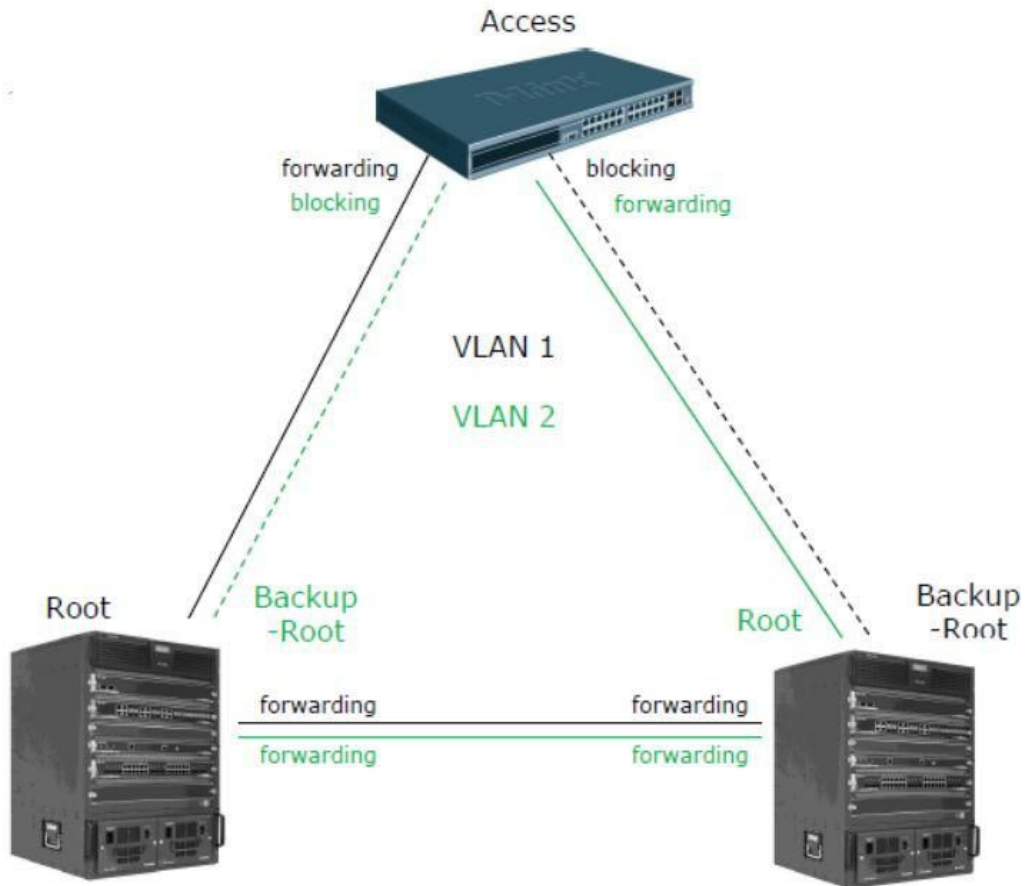 Access
D-Link
forwarding
blocking
blocking
forwarding
VLAN 1
VLAN 2
Root
Backup
-Root
Root
Backup
-Root
forwarding
forwarding
forwarding
forwarding